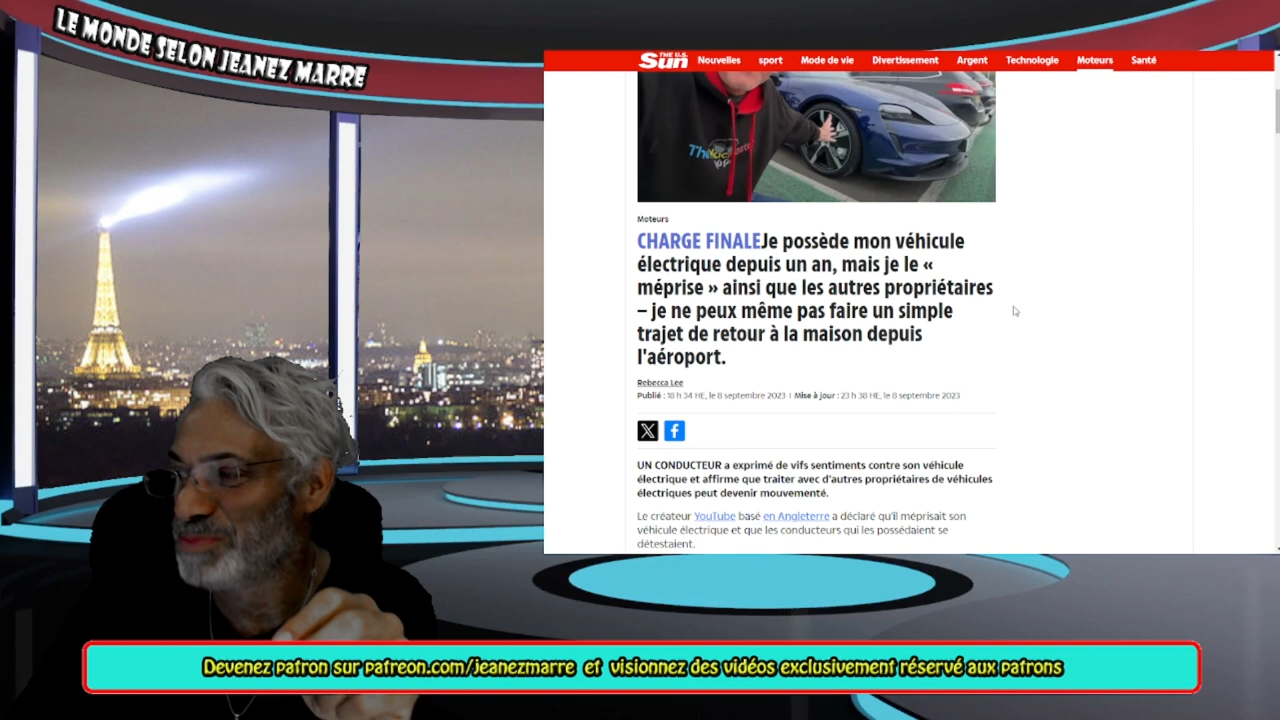 LE MONDE SELON JEANEZ MARRE
THE U.S. Sun Nouvelles sport Mode de vie Divertissement Argent Technologie Moteurs Santé
Moteurs
CHARGE FINALEJe possède mon véhicule
électrique depuis un an, mais je le «
méprise » ainsi que les autres propriétaires
– je ne peux même pas faire un simple
trajet de retour à la maison depuis
l'aéroport.
Rebecca Lee
Publié : 18 h 34 HE, le 8 septembre 2023 I Mise à jour : 23 h 38 HE, le 8 septembre 2023
UN CONDUCTEUR a exprimé de vifs sentiments contre son véhicule
électrique et affirme que traiter avec d'autres propriétaires de véhicules
électriques peut devenir mouvementé.
Le créateur YouTube basé en Angleterre a déclaré qu'il méprisait son
véhicule électrique et que les conducteurs qui les possédaient se
détestaient.
Devenez patron sur patreon.com/jeanezmarre et visionnez des vidéos exclusivement réservé aux patrons